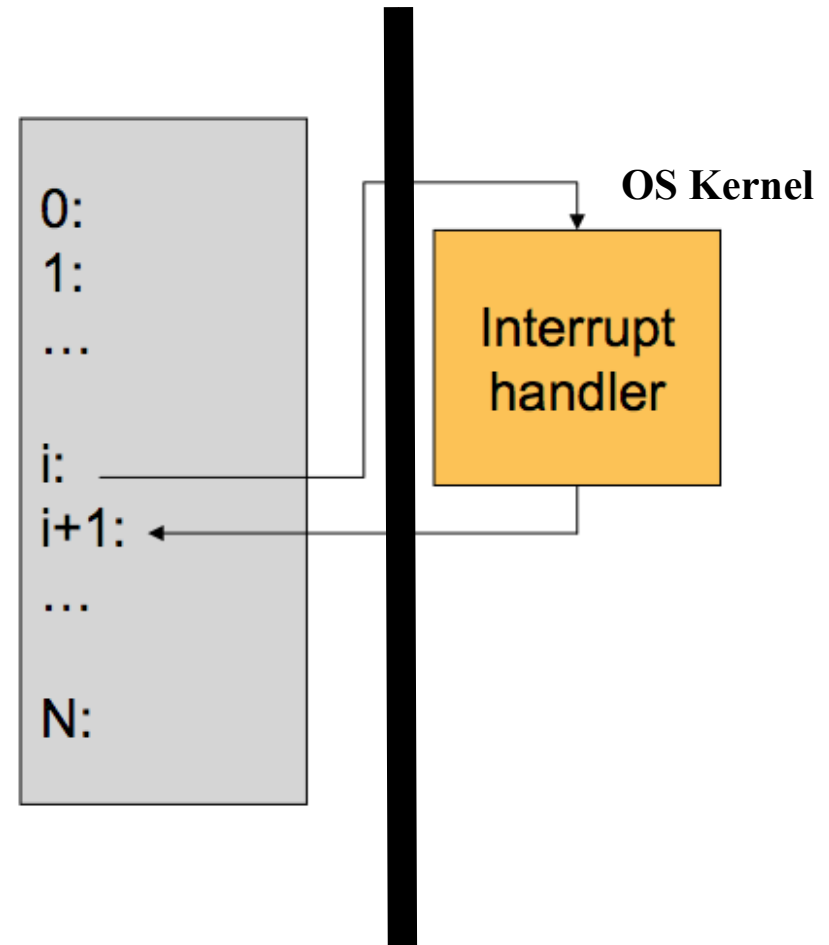 0:
1:
…
i:
i+1:
…
N:
OS Kernel
Interrupt
handler